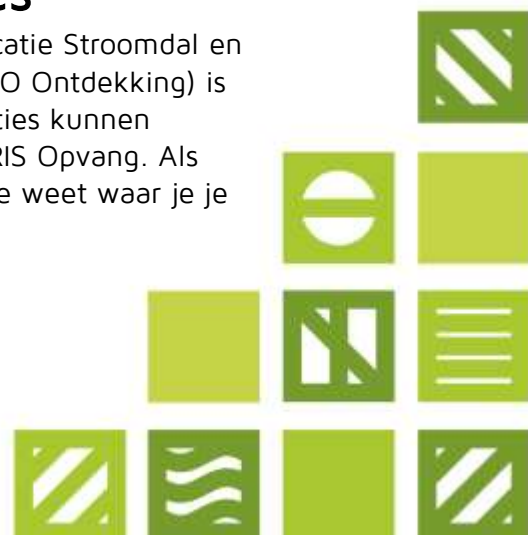 catie Stroomdal en
O Ontdekking) is
ties kunnen
RIS Opvang. Als
e weet waar je je